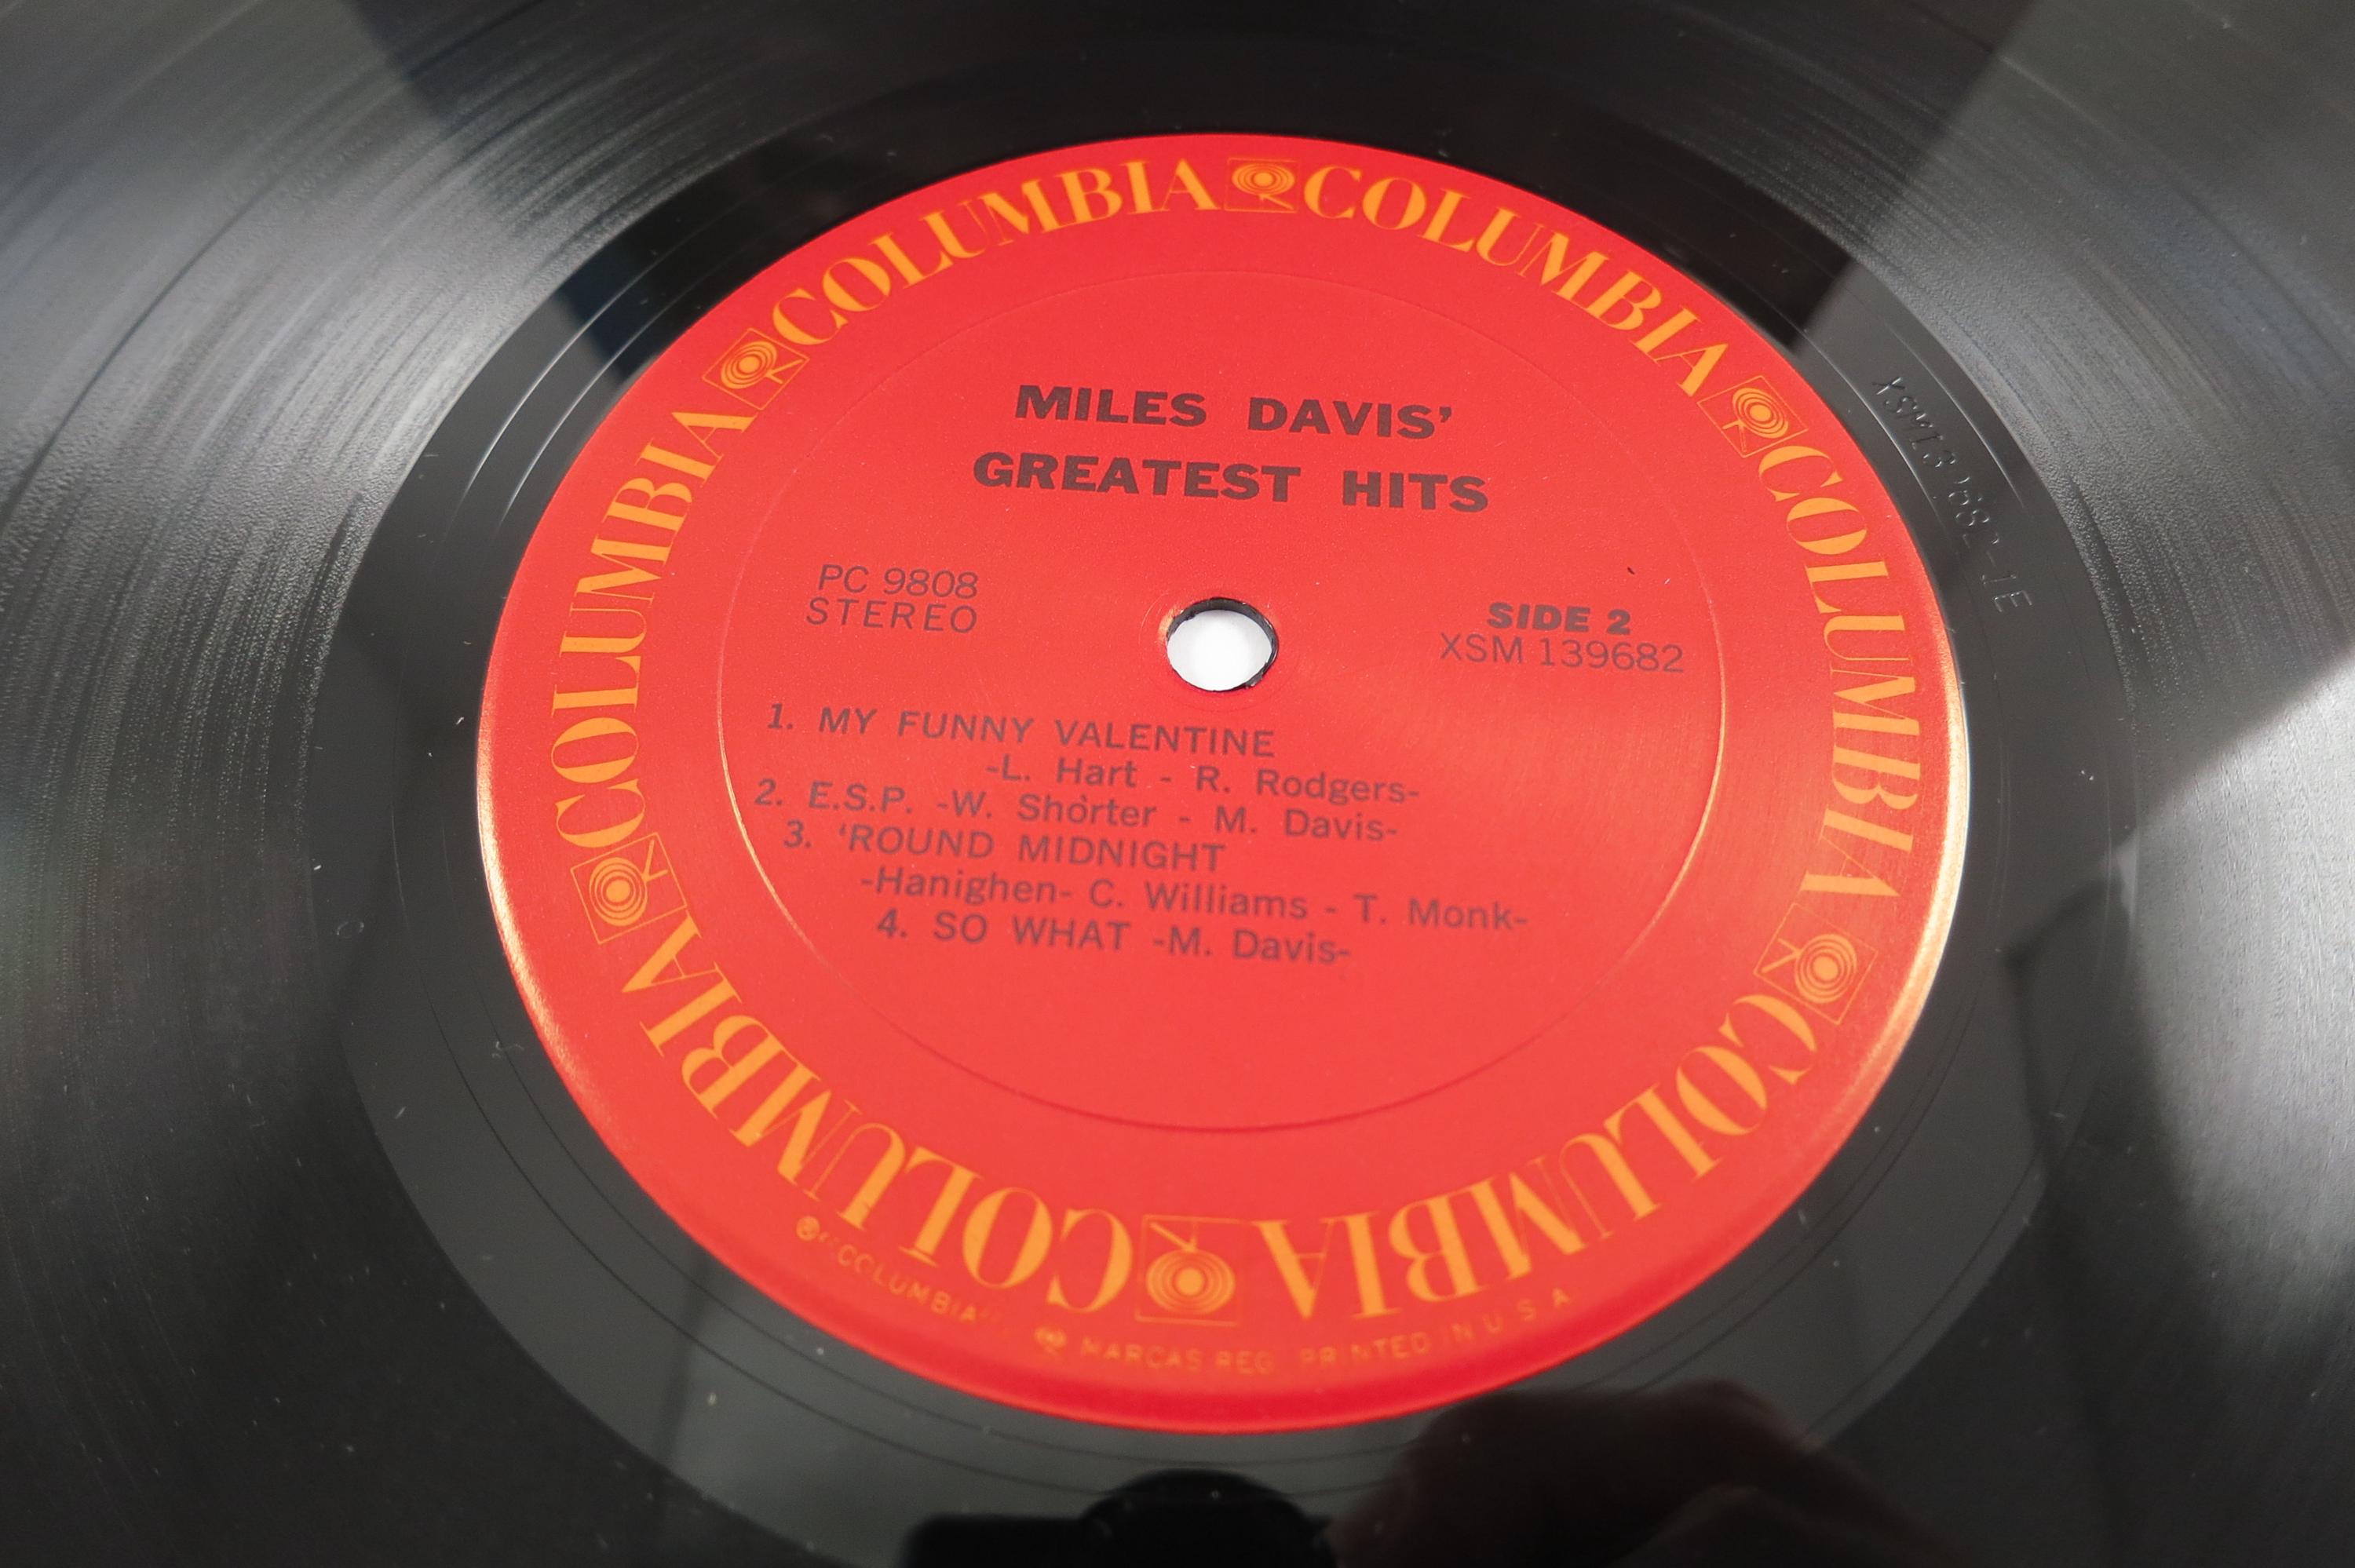 COLUMBIA COLUMBIA COLUMBIA COLUMBIA COLUMBIA COLUMBIA
MILES DAVIS'
GREATEST HITS
PC 9808
STEREO
SIDE 2
XSM 139682
1. MY FUNNY VALENTINE
-L. Hart - R. Rodgers-
2. E.S.P. -W. Shorter - M. Davis-
3. 'ROUND MIDNIGHT
-Hanighen- C. Williams - T. Monk-
4. SO WHAT -M. Davis-
"COLUMBIA" MARCAS REG. PRINTED IN U S A